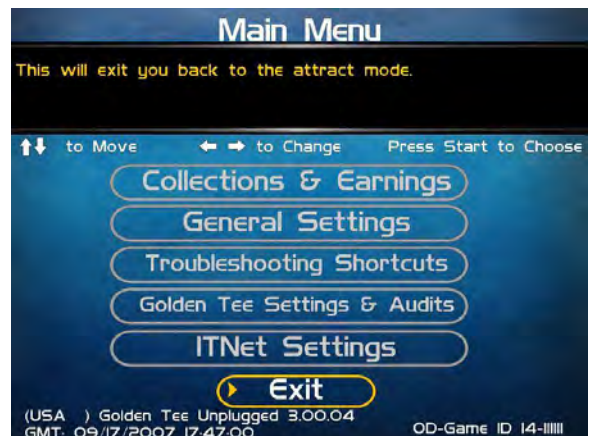 Main Menu
This will exit you back to the attract mode.
to Move to Change Press Start to Choose
Collections & Earnings
General Settings
Troubleshooting Shortcuts
Golden Tee Settings & Audits
ITNet Settings
Exit
(USA ) Golden Tee Unplugged 3.00.04
GMT: 09/17/2007 17:47:00 OD-Game ID 14-111111